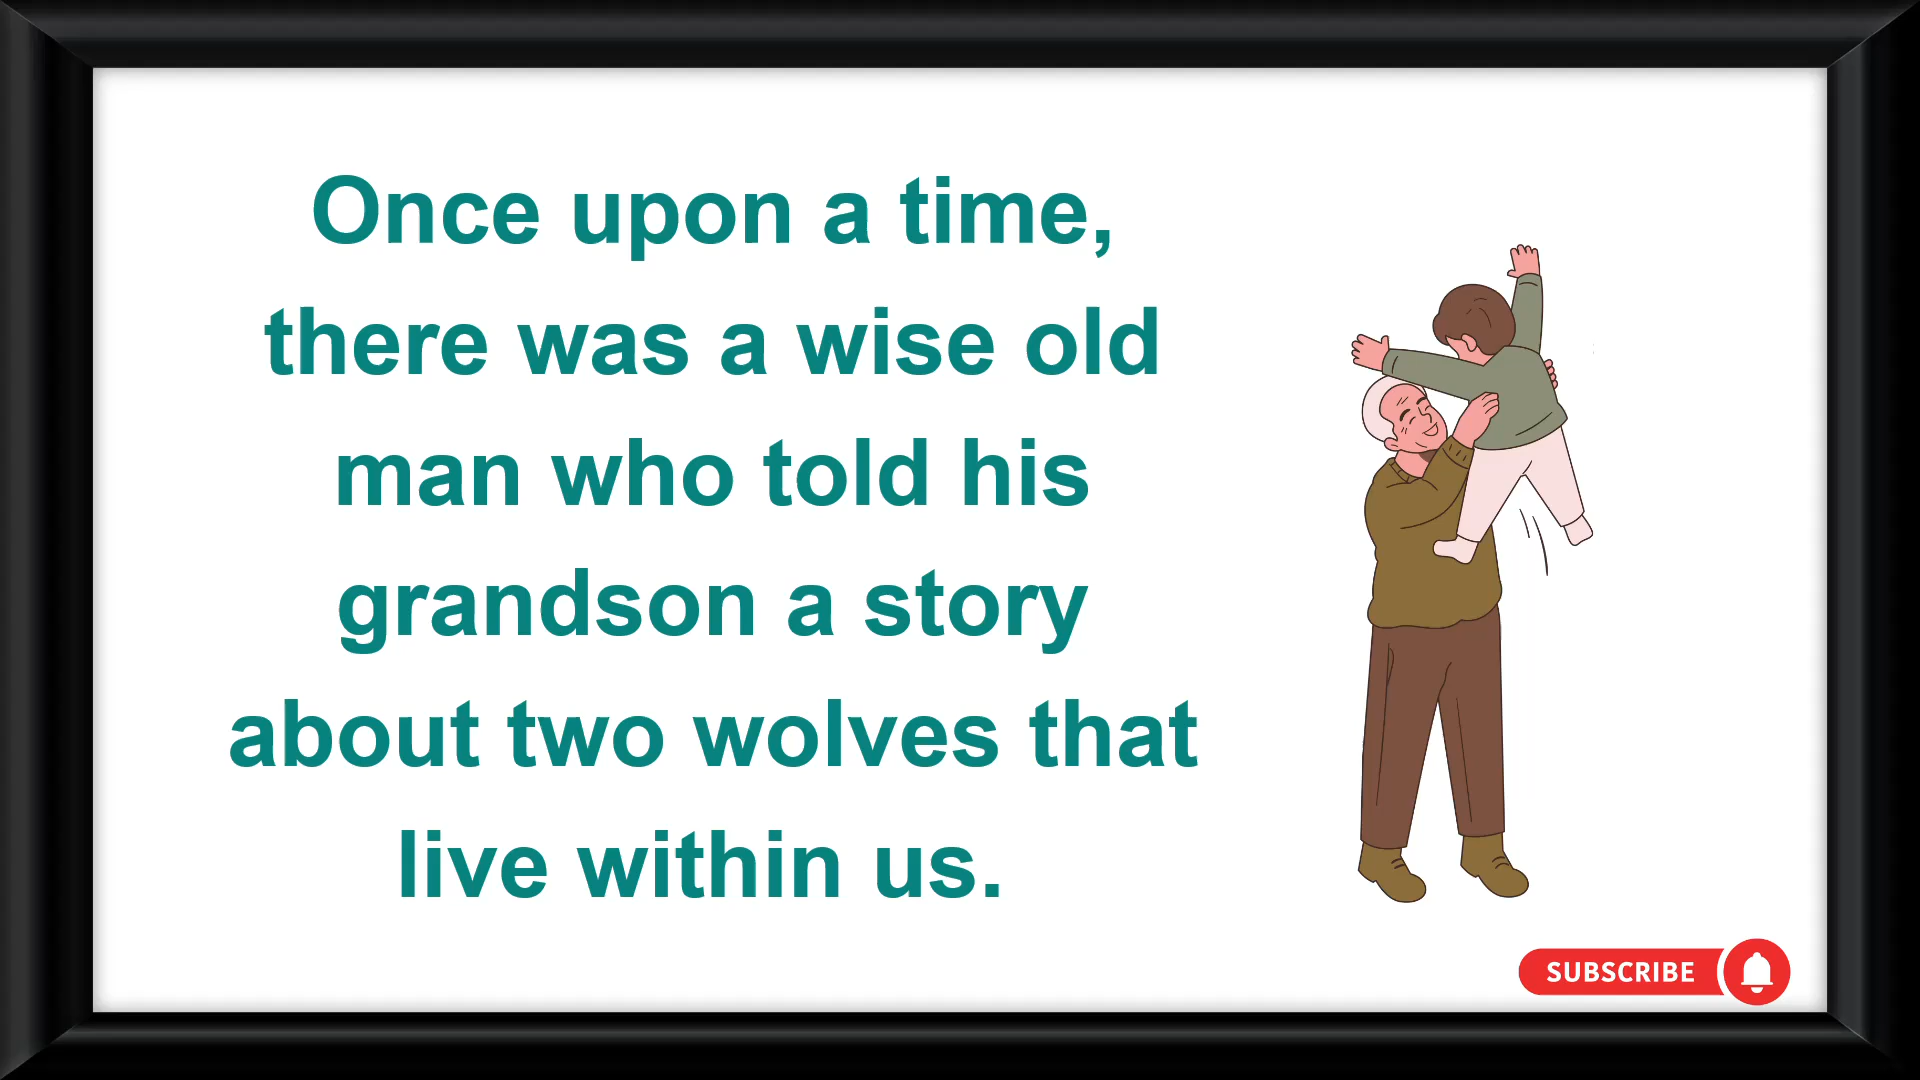 Once upon a time,
there was a wise old
man who told his
grandson a story
about two wolves that
live within us.
SUBSCRIBE